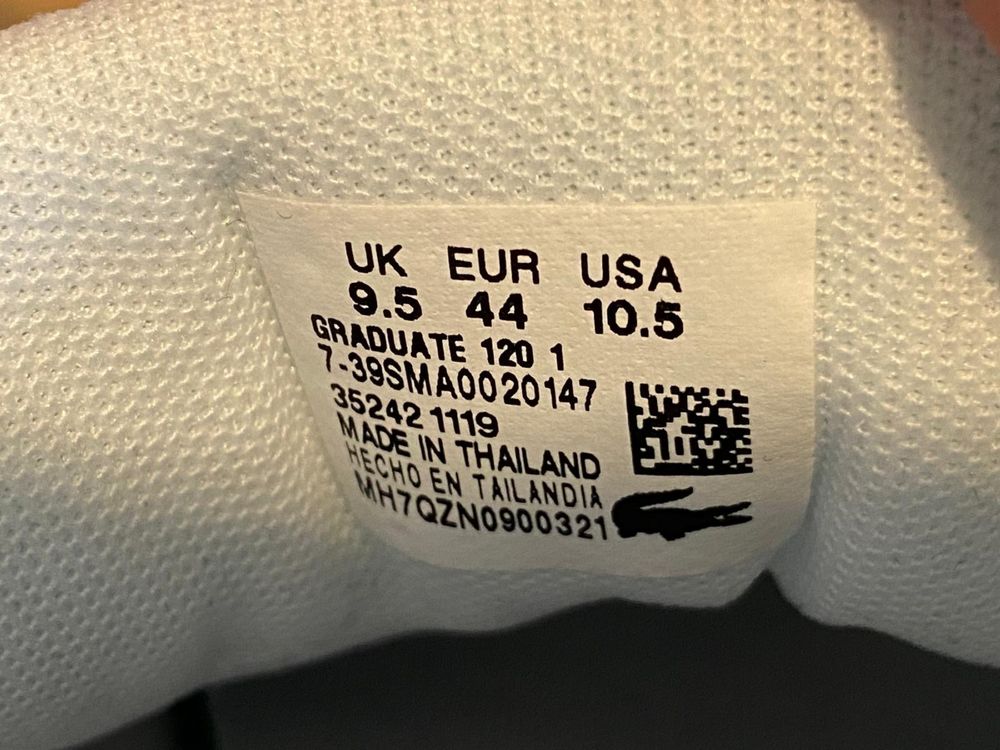 UK EUR USA
9.5 44 10.5
GRADUATE 120 1
7-39SMA0020147
35242 1119
MADE IN THAILAND
HECHO EN TAILANDIA
MH7QZN0900321